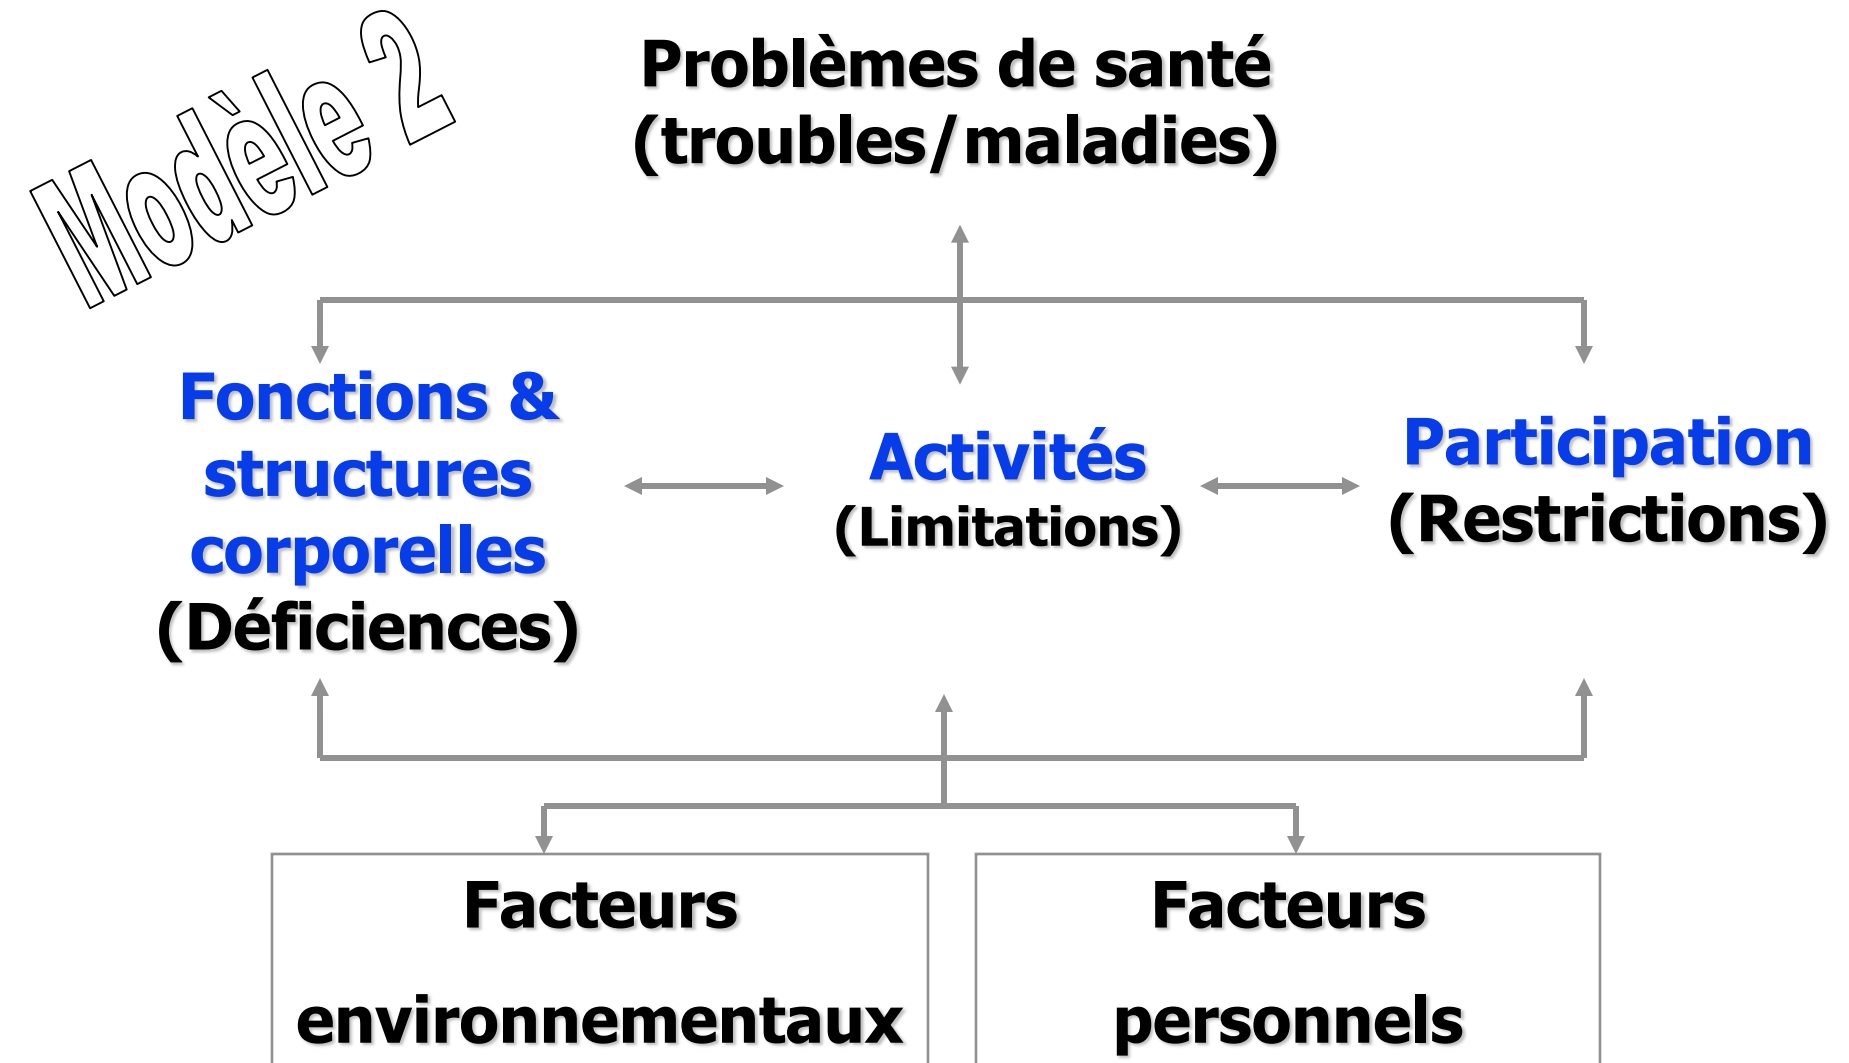 Modèle 2
Problèmes de santé
(troubles/maladies)
Fonctions &
structures
corporelles
(Déficiences)
Activités
(Limitations)
Participation
(Restrictions)
Facteurs
environnementaux
Facteurs
personnels